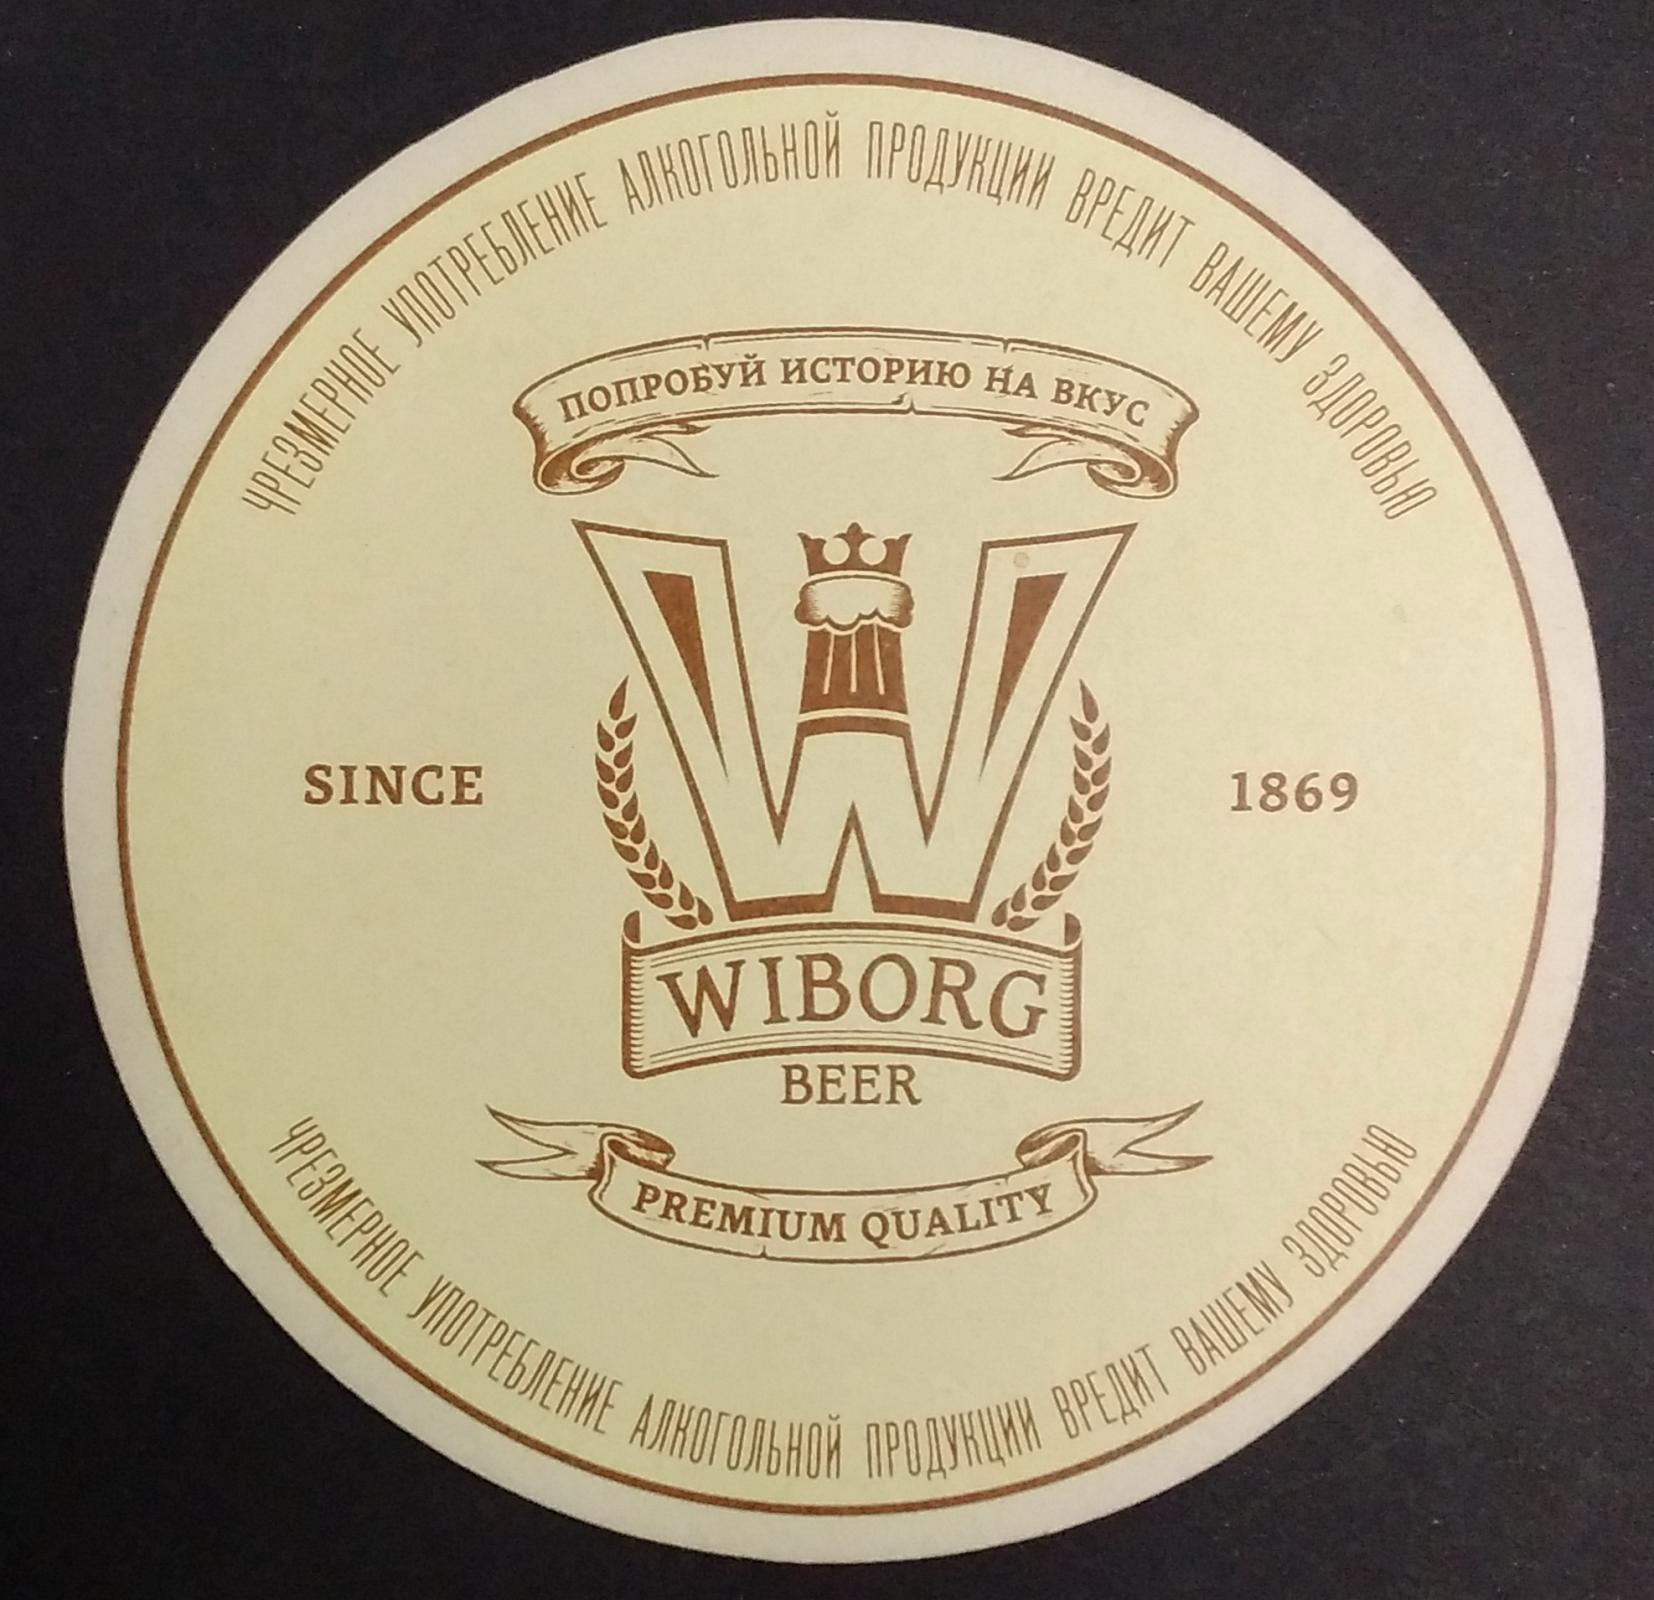 ЧРЕЗМЕРНОЕ УПОТРЕБЛЕНИЕ АЛКОГОЛЬНОЙ ПРОДУКЦИИ ВРЕДИТ ВАШЕМУ ЗДОРОВЬЮ
ПОПРОБУЙ ИСТОРИЮ НА ВКУС
W
SINCE 1869
WIBORG
BEER
PREMIUM QUALITY
ЧРЕЗМЕРНОЕ УПОТРЕБЛЕНИЕ АЛКОГОЛЬНОЙ ПРОДУКЦИИ ВРЕДИТ ВАШЕМУ ЗДОРОВЬЮ